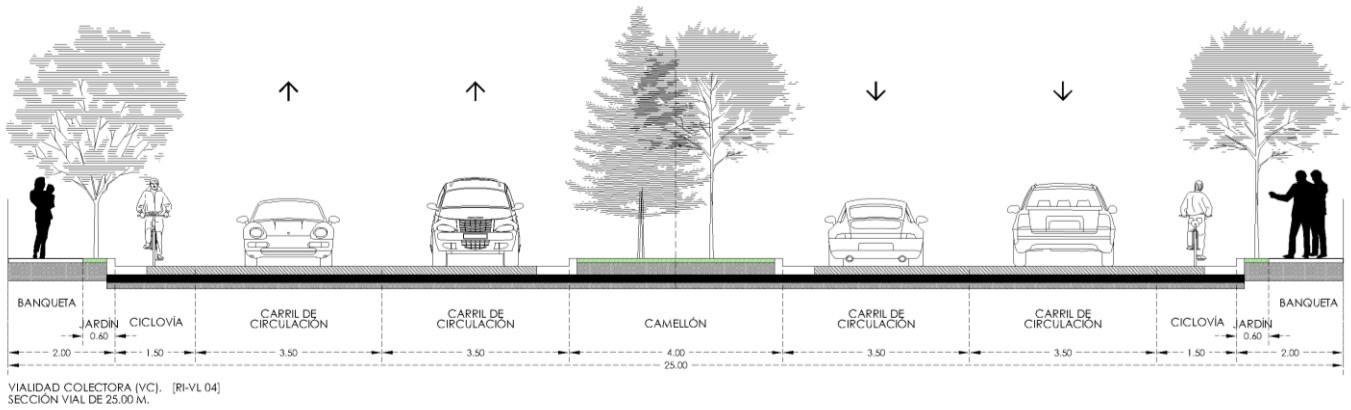 BANQUETA
JARDÍN
0.60
CICLOVÍA
CARRIL DE
CIRCULACIÓN
CARRIL DE
CIRCULACIÓN
CAMELLÓN
CARRIL DE
CIRCULACIÓN
CARRIL DE
CIRCULACIÓN
CICLOVÍA
JARDÍN
0.60
BANQUETA
2.00 1.50 3.50 3.50 4.00 3.50 3.50 1.50 2.00
25.00
VIALIDAD COLECTORA (VC). [RI-VL 04]
SECCIÓN VIAL DE 25.00 M.